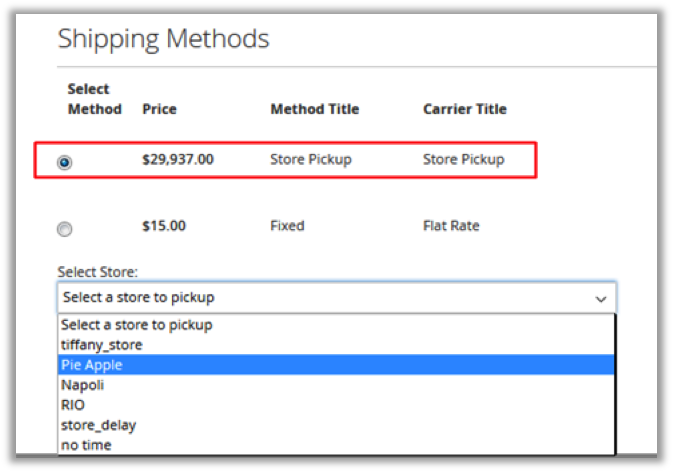 Shipping Methods
Select Method Price Method Title Carrier Title
$29,937.00 Store Pickup Store Pickup
$15.00 Fixed Flat Rate
Select Store:
Select a store to pickup
Select a store to pickup
tiffany_store
Pie Apple
Napoli
RIO
store_delay
no time